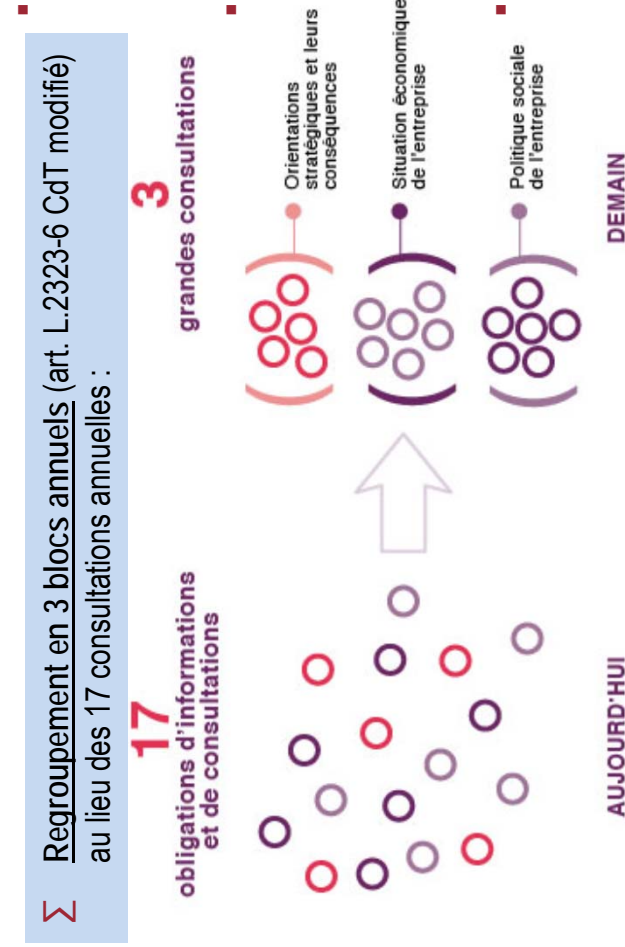 Σ Regroupement en 3 blocs annuels (art. L.2323-6 CdT modifié)
au lieu des 17 consultations annuelles :
17
obligations d'informations
et de consultations
3
grandes consultations
Orientations
stratégiques et leurs
conséquences
Situation économique
de l'entreprise
Politique sociale
de l'entreprise
AUJOURD'HUI
DEMAIN